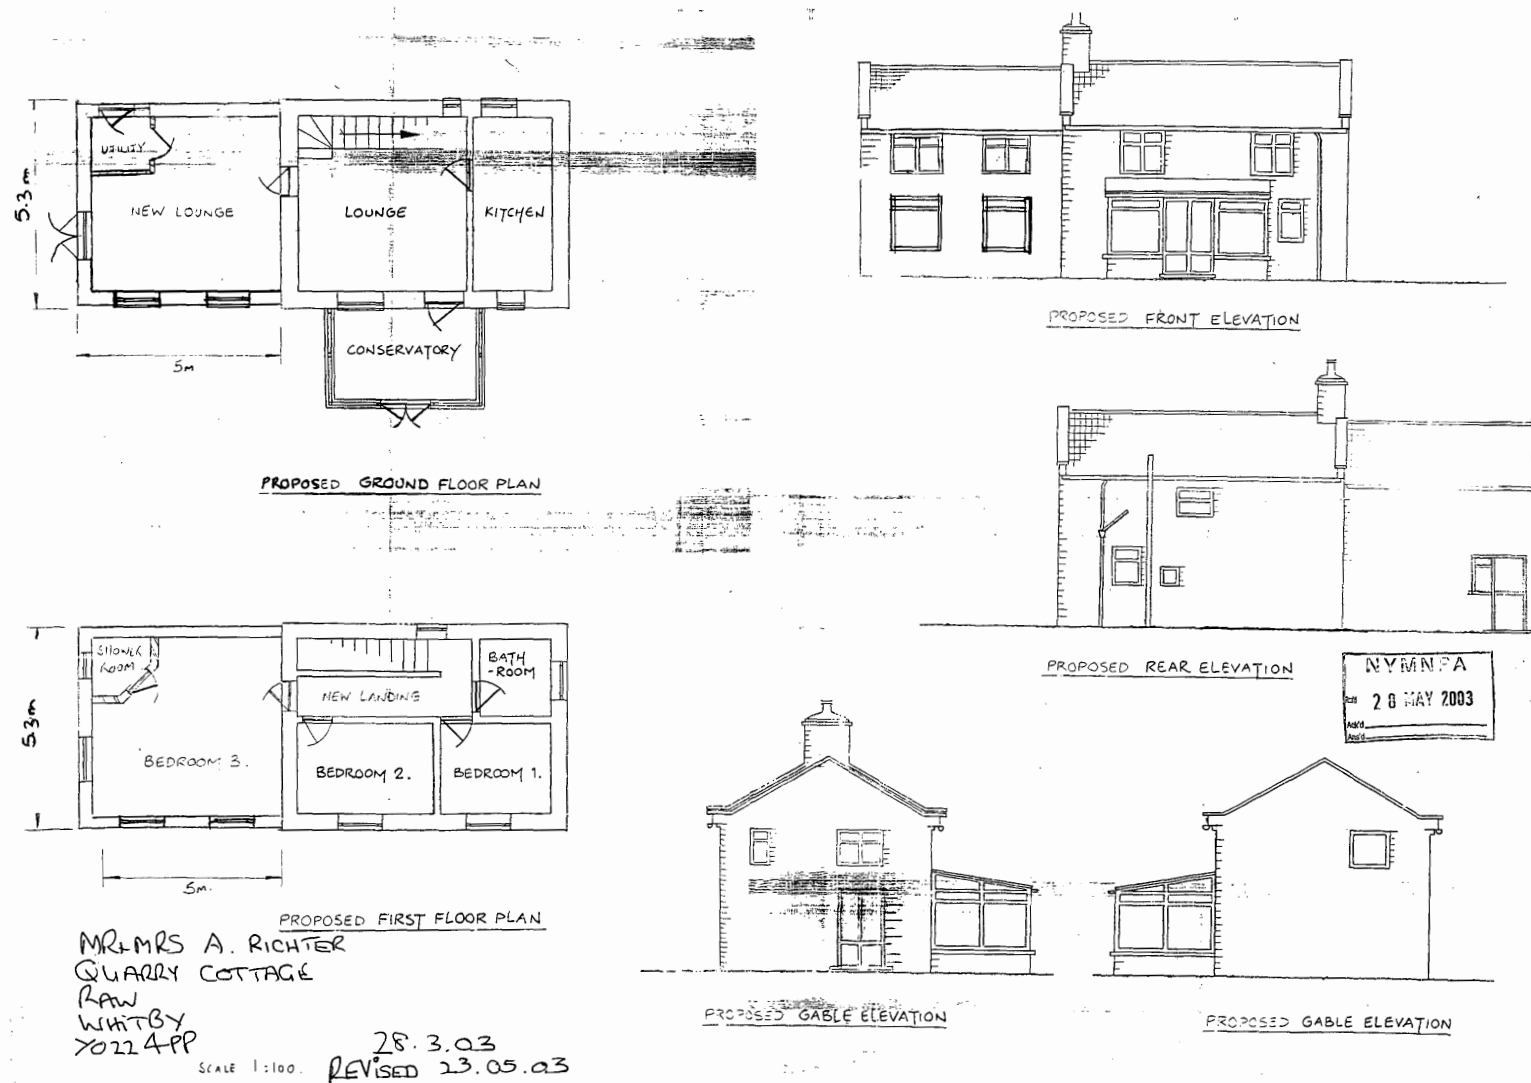 UTILITY
5.3m
NEW LOUNGE
LOUNGE
KITCHEN
CONSERVATORY
5m
PROPOSED GROUND FLOOR PLAN
PROPOSED FRONT ELEVATION
PROPOSED REAR ELEVATION
NYMNPA
Rc'd 28 MAY 2003
Ack'd
Ans'd
SHOWER
ROOM
BATH
-ROOM
NEW LANDING
5.3m
BEDROOM 3.
BEDROOM 2.
BEDROOM 1.
5m.
PROPOSED FIRST FLOOR PLAN
PROPOSED GABLE ELEVATION
PROPOSED GABLE ELEVATION
MR+MRS A. RICHTER
QUARRY COTTAGE
RAW
WHITBY
YO22 4PP
28.3.03
SCALE 1:100.
REVISED 23.05.03